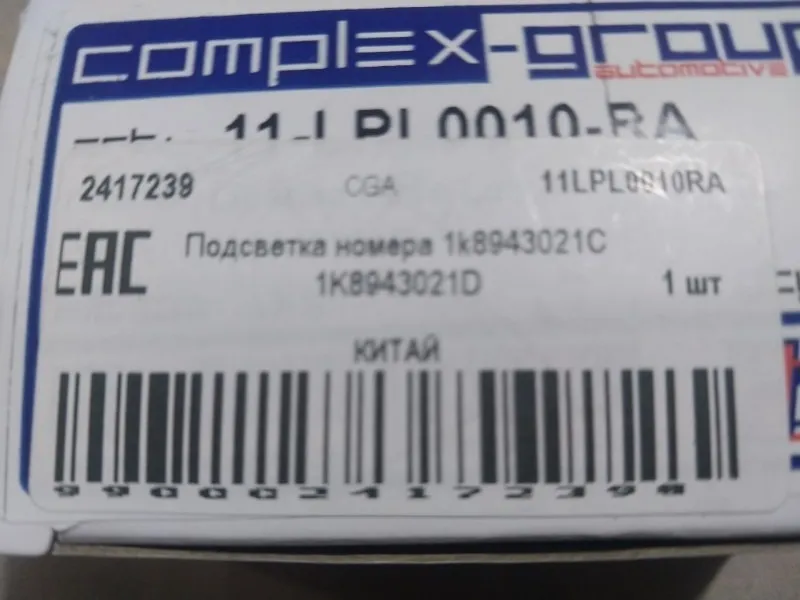 complex-group
automotive
11-LPL0010-RA
2417239 CGA 11LPL0010RA
EAC Подсветка номера 1k8943021C
1K8943021D 1 шт
КИТАЙ